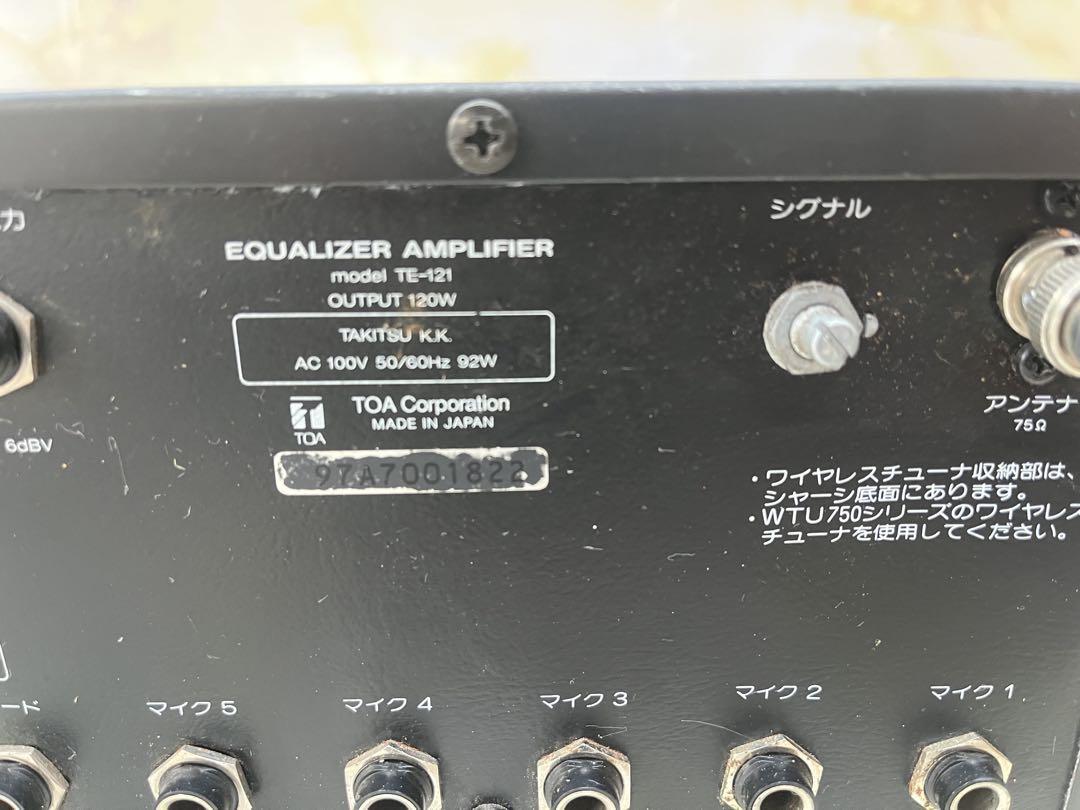 力
シグナル
EQUALIZER AMPLIFIER
model TE-121
OUTPUT 120W
TAKITSU K.K.
AC 100V 50/60Hz 92W
TOA Corporation
MADE IN JAPAN
TOA
アンテナ
75Ω
6dBV
97A7001822
・ワイヤレスチューナ収納部は、
シャーシ底面にあります。
・WTU750シリーズのワイヤレス
チューナを使用してください。
ード
マイク 5
マイク 4
マイク 3
マイク 2
マイク 1